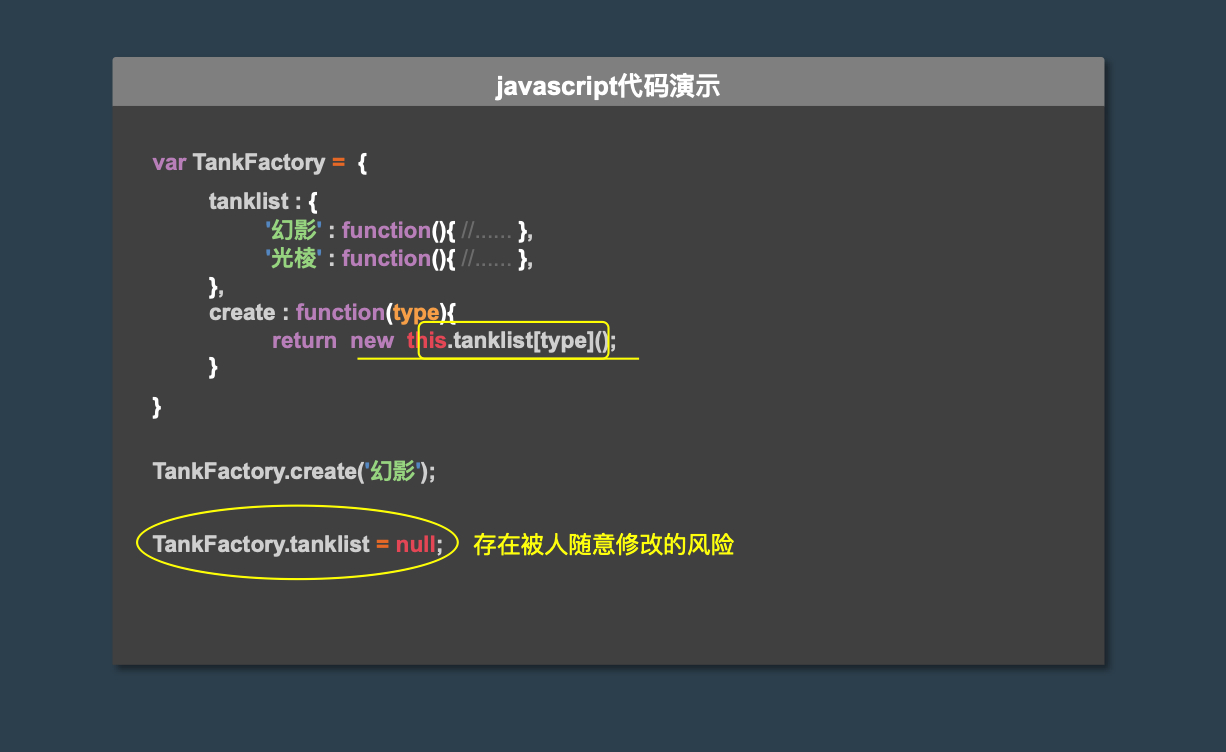 javascript代码演示
var TankFactory = {
tanklist : {
'幻影' : function(){ //...... },
'光棱' : function(){ //...... },
},
create : function(type){
return new this.tanklist[type]();
}
}
TankFactory.create('幻影');
TankFactory.tanklist = null; 存在被人随意修改的风险